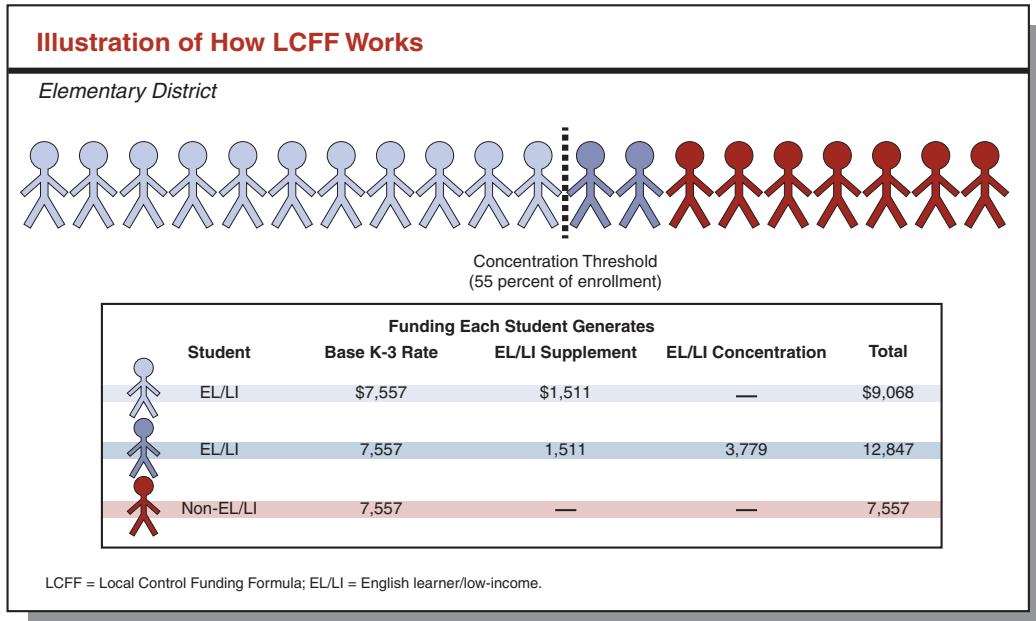 Illustration of How LCFF Works
Elementary District
Concentration Threshold
(55 percent of enrollment)
Funding Each Student Generates
Student Base K-3 Rate EL/LI Supplement EL/LI Concentration Total
EL/LI $7,557 $1,511 — $9,068
EL/LI 7,557 1,511 3,779 12,847
Non-EL/LI 7,557 — — 7,557
LCFF = Local Control Funding Formula; EL/LI = English learner/low-income.